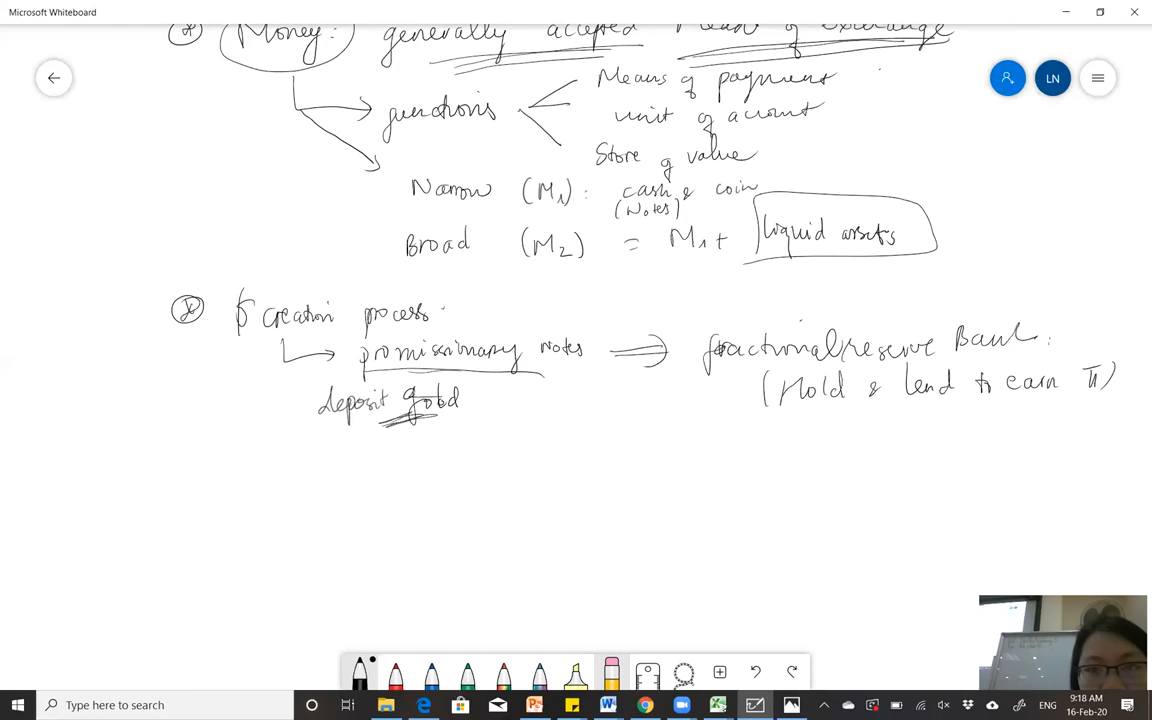 Microsoft Whiteboard
Money: generally accepted mean of exchange
Means of payment
functions
unit of account
Store of value
Narrow (M1): cash & coin
(Notes)
Broad (M2) = M1 + liquid assets
LN
$ creation process
promissionary Notes ⇒ fractional/reserve Bank:
deposit gold
(Hold & lend to earn π)
Type here to search
ENG
9:18 AM
16-Feb-20